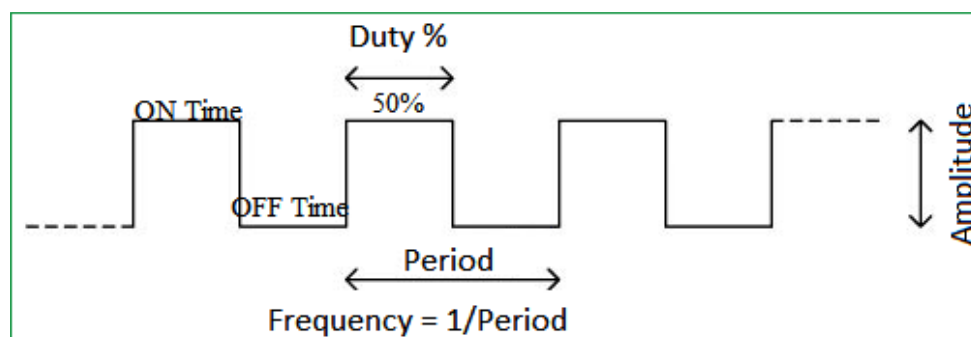 Duty %
50%
ON Time
OFF Time
Amplitude
Period
Frequency = 1/Period